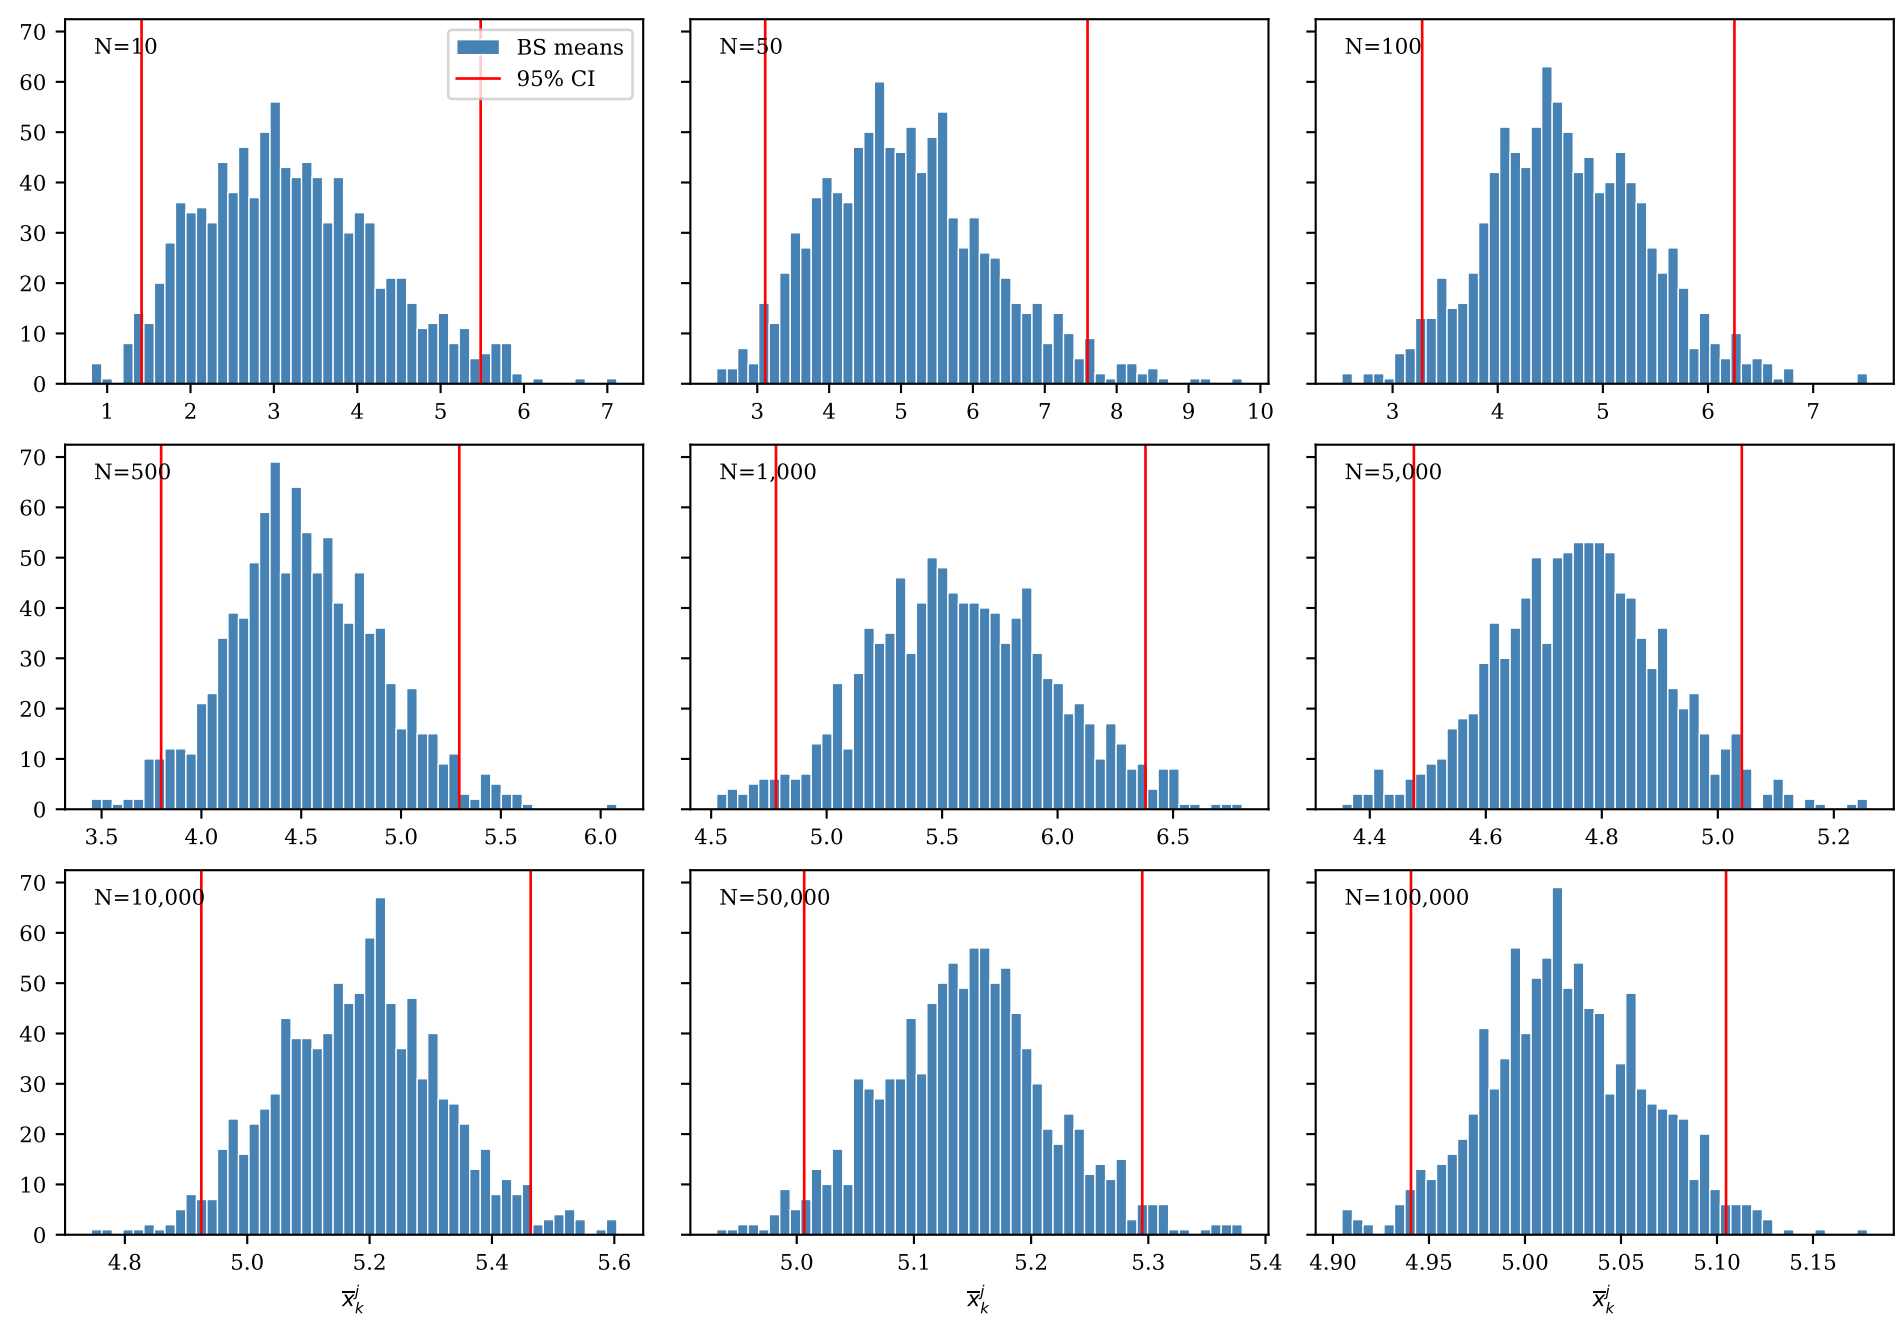 70
60
50
40
30
20
10
0
N=10
BS means
95% CI
1 2 3 4 5 6 7
N=50
3 4 5 6 7 8 9 10
N=100
3 4 5 6 7
70
60
50
40
30
20
10
0
N=500
3.5 4.0 4.5 5.0 5.5 6.0
N=1,000
4.5 5.0 5.5 6.0 6.5
N=5,000
4.4 4.6 4.8 5.0 5.2
70
60
50
40
30
20
10
0
N=10,000
4.8 5.0 5.2 5.4 5.6
x̅ʲₖ
N=50,000
5.0 5.1 5.2 5.3 5.4
x̅ʲₖ
N=100,000
4.90 4.95 5.00 5.05 5.10 5.15
x̅ʲₖ